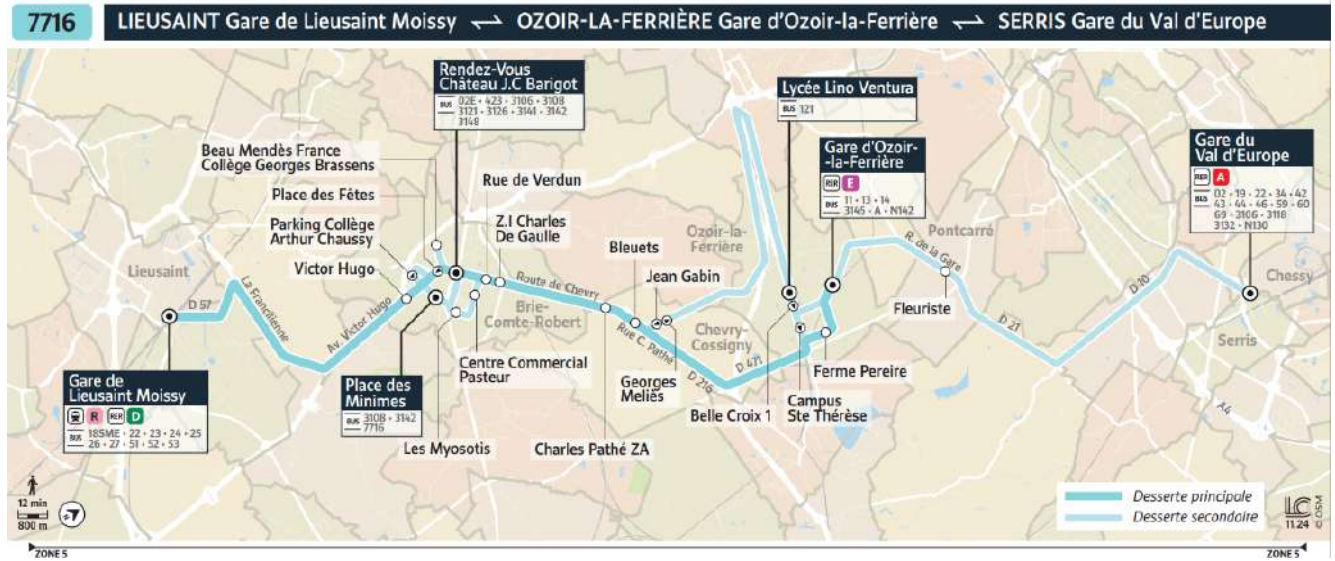 7716 LIEUSAINT Gare de Lieusaint Moissy ⇌ OZOIR-LA-FERRIÈRE Gare d'Ozoir-la-Ferrière ⇌ SERRIS Gare du Val d'Europe
Rendez-Vous
Château J.C Barigot
BUS 02E • 423 • 3106 • 3108
3121 • 3126 • 3141 • 3142
3148
Lycée Lino Ventura
BUS 121
Gare d'Ozoir-
-la-Ferrière
RER E
BUS 11 • 13 • 14
3145 • A • N142
Gare du
Val d'Europe
RER A
BUS 02 • 19 • 22 • 34 • 42
43 • 44 • 46 • 59 • 60
69 • 3106 • 3118
3132 • N130
Beau Mendès France
Collège Georges Brassens
Place des Fêtes
Parking Collège
Arthur Chaussy
Victor Hugo
Rue de Verdun
Z.I Charles
De Gaulle
Bleuets
Jean Gabin
Ozoir-la-
Ferrière
Pontcarré
R. de la Gare
Fleuriste
Lieusaint
D 57
La Francilienne
Av. Victor Hugo
Route de Chevry
Brie-
Comte-Robert
Rue C. Pathé
Chevry-
Cossigny
D 216
D 471
D 21
D 10
Chessy
Serris
A4
Gare de
Lieusaint Moissy
R RER D
BUS 185ME • 22 • 23 • 24 • 25
26 • 27 • 51 • 52 • 53
Place des
Minimes
BUS 3108 • 3142
7716
Les Myosotis
Centre Commercial
Pasteur
Charles Pathé ZA
Georges
Meliès
Belle Croix 1
Campus
Ste Thérèse
Ferme Pereire
12 min
800 m
Desserte principale
Desserte secondaire
LC
11.24
© OSM
ZONE 5
ZONE 5